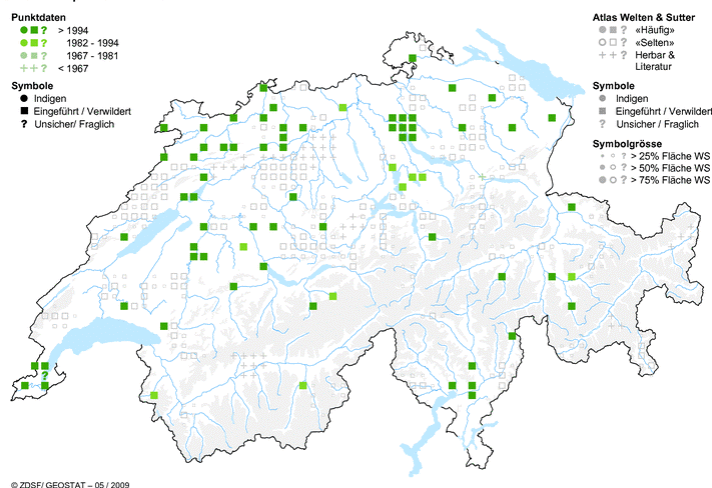 Punktdaten
? > 1994
? 1982 - 1994
? 1967 - 1981
++? < 1967
Symbole
Indigen
Eingeführt / Verwildert
? Unsicher / Fraglich
Atlas Welten & Sutter
? «Häufig»
? «Selten»
++? Herbar &
Literatur
Symbole
Indigen
Eingeführt / Verwildert
? Unsicher / Fraglich
Symbolgrösse
? > 25% Fläche WS
? > 50% Fläche WS
? > 75% Fläche WS
?
© ZDSF/ GEOSTAT – 05 / 2009